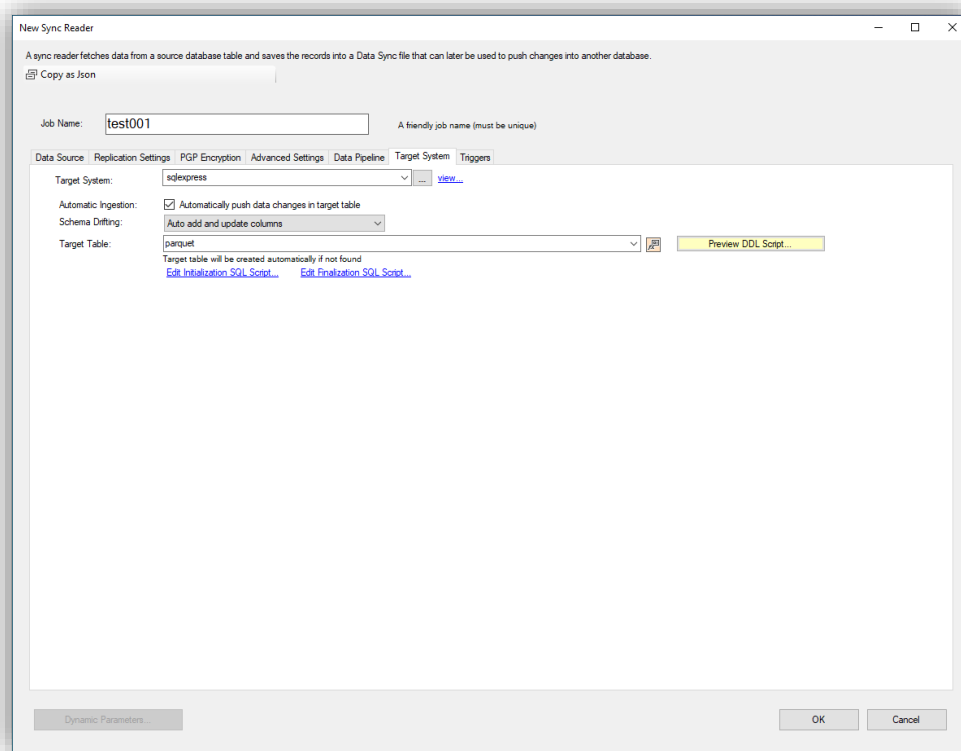 New Sync Reader
A sync reader fetches data from a source database table and saves the records into a Data Sync file that can later be used to push changes into another database.
Copy as Json
Job Name: test001 A friendly job name (must be unique)
Data Source Replication Settings PGP Encryption Advanced Settings Data Pipeline Target System Triggers
Target System: sqlexpress ... view...
Automatic Ingestion: Automatically push data changes in target table
Schema Drifting: Auto add and update columns
Target Table: parquet Preview DDL Script...
Target table will be created automatically if not found
Edit Initialization SQL Script... Edit Finalization SQL Script...
Dynamic Parameters... OK Cancel